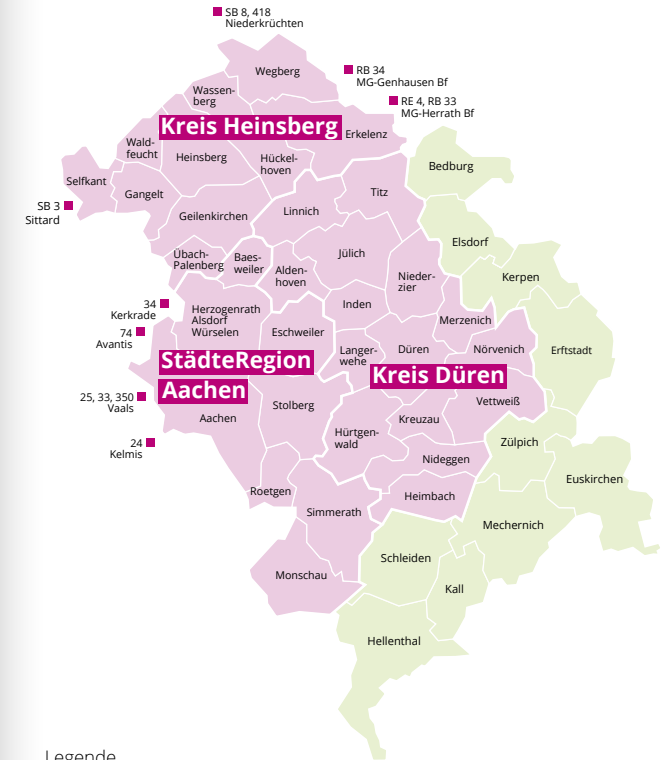 SB 8, 418
Niederkrüchten
RB 34
MG-Genhausen Bf
RE 4, RB 33
MG-Herrath Bf
Wegberg
Wassen-
berg
Kreis Heinsberg
Erkelenz
Wald-
feucht
Heinsberg
Hückel-
hoven
Bedburg
Selfkant
Gangelt
Titz
SB 3
Sittard
Geilenkirchen
Linnich
Elsdorf
Übach-
Palenberg
Baes-
weiler
Jülich
Alden-
hoven
Nieder-
zier
Kerpen
34
Kerkrade
Herzogenrath
Alsdorf
Würselen
Inden
Merzenich
74
Avantis
Eschweiler
Langer-
wehe
Düren
Nörvenich
Erftstadt
StädteRegion
Aachen
Kreis Düren
25, 33, 350
Vaals
Aachen
Stolberg
Vettweiß
Kreuzau
24
Kelmis
Hürtgen-
wald
Zülpich
Nideggen
Euskirchen
Roetgen
Heimbach
Simmerath
Mechernich
Schleiden
Monschau
Kall
Hellenthal
Legende